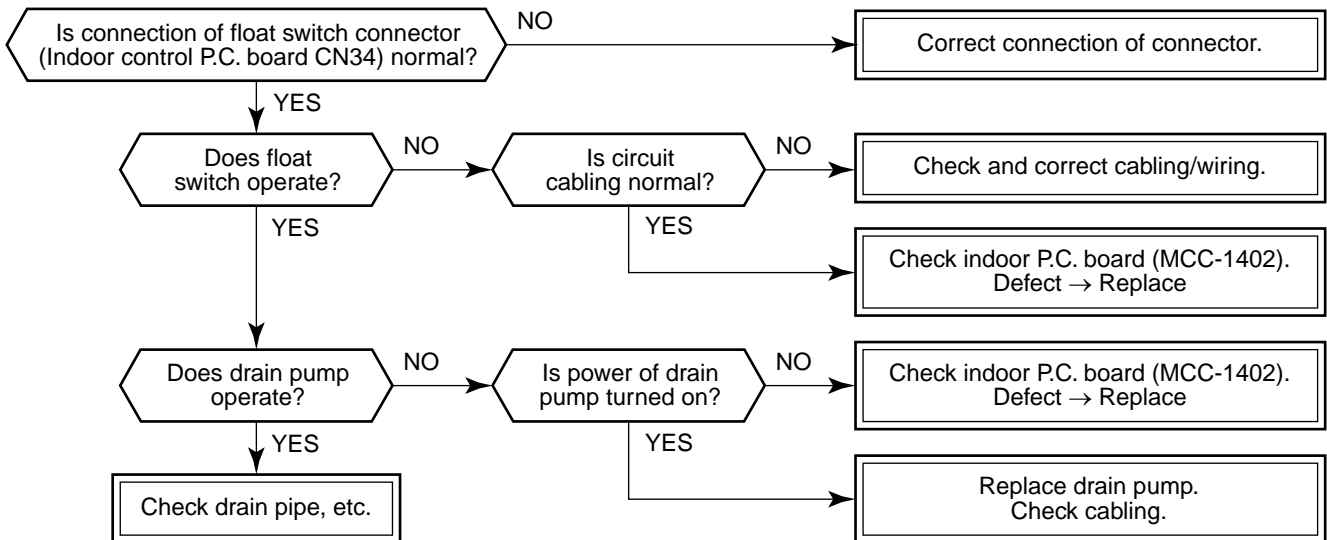 Is connection of float switch connector
(Indoor control P.C. board CN34) normal?
NO
Correct connection of connector.
YES
Does float
switch operate?
NO
Is circuit
cabling normal?
NO
Check and correct cabling/wiring.
YES
YES
Check indoor P.C. board (MCC-1402).
Defect → Replace
Does drain pump
operate?
NO
Is power of drain
pump turned on?
NO
Check indoor P.C. board (MCC-1402).
Defect → Replace
YES
YES
Check drain pipe, etc.
Replace drain pump.
Check cabling.